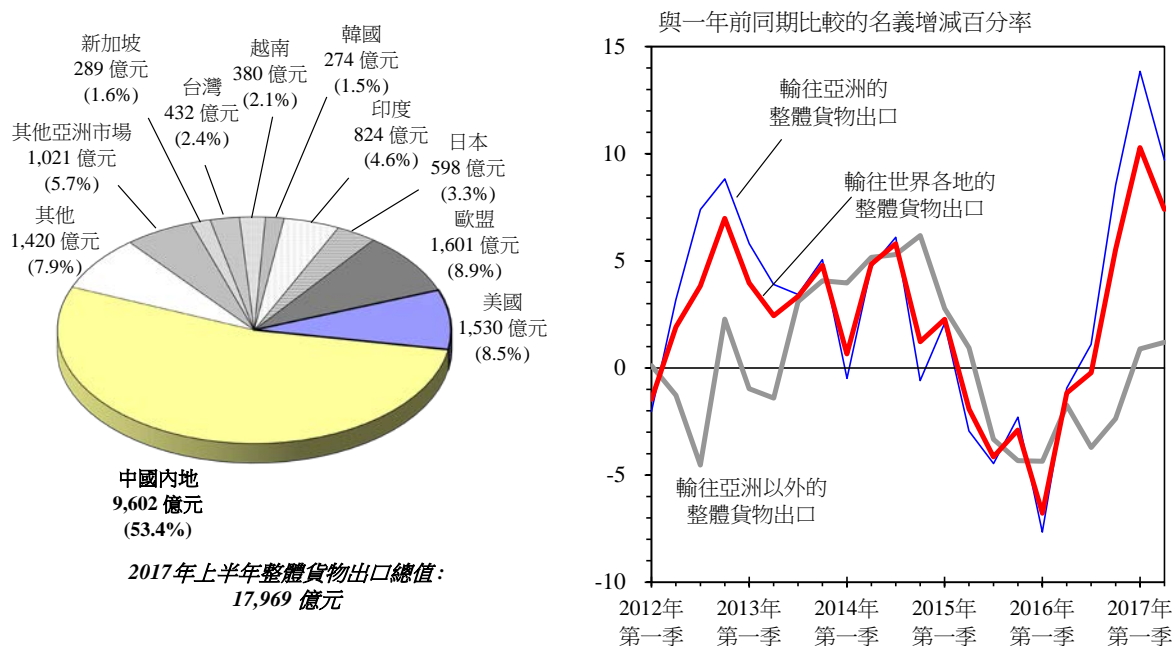 新加坡
289 億元
(1.6%)
台灣
432 億元
(2.4%)
越南
380 億元
(2.1%)
韓國
274 億元
(1.5%)
印度
824 億元
(4.6%)
日本
598 億元
(3.3%)
其他亞洲市場
1,021 億元
(5.7%)
其他
1,420 億元
(7.9%)
歐盟
1,601 億元
(8.9%)
美國
1,530 億元
(8.5%)
中國內地
9,602 億元
(53.4%)
2017年上半年整體貨物出口總值:
17,969 億元
與一年前同期比較的名義增減百分率
15
10
5
0
-5
-10
輸往亞洲的
整體貨物出口
輸往世界各地的
整體貨物出口
輸往亞洲以外的
整體貨物出口
2012年
第一季
2013年
第一季
2014年
第一季
2015年
第一季
2016年
第一季
2017年
第一季